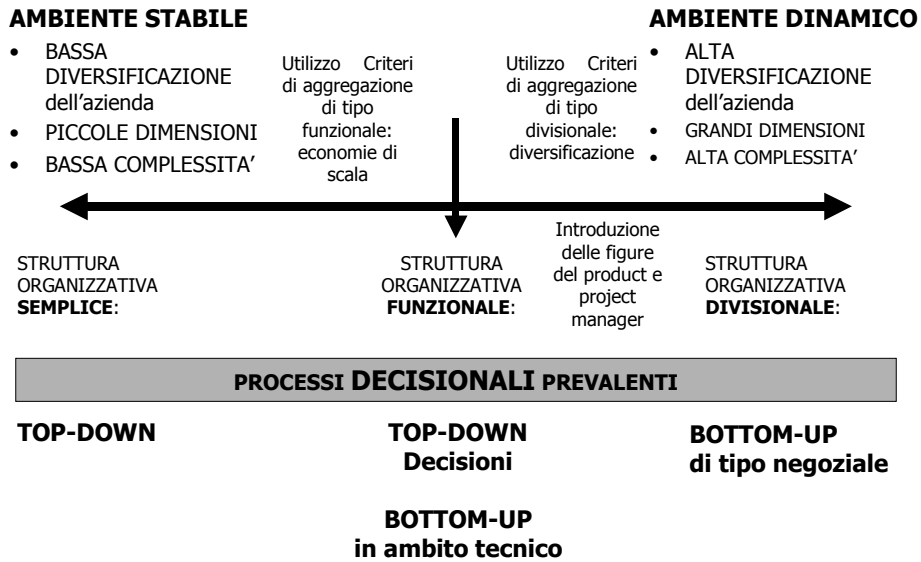 AMBIENTE STABILE
• BASSA
DIVERSIFICAZIONE
dell’azienda
• PICCOLE DIMENSIONI
• BASSA COMPLESSITA’
Utilizzo Criteri
di aggregazione
di tipo
funzionale:
economie di
scala
Utilizzo Criteri
di aggregazione
di tipo
divisionale:
diversificazione
AMBIENTE DINAMICO
• ALTA
DIVERSIFICAZIONE
dell’azienda
• GRANDI DIMENSIONI
• ALTA COMPLESSITA’
STRUTTURA
ORGANIZZATIVA
SEMPLICE:
STRUTTURA
ORGANIZZATIVA
FUNZIONALE:
Introduzione
delle figure
del product e
project
manager
STRUTTURA
ORGANIZZATIVA
DIVISIONALE:
PROCESSI DECISIONALI PREVALENTI
TOP-DOWN
TOP-DOWN
Decisioni
BOTTOM-UP
in ambito tecnico
BOTTOM-UP
di tipo negoziale